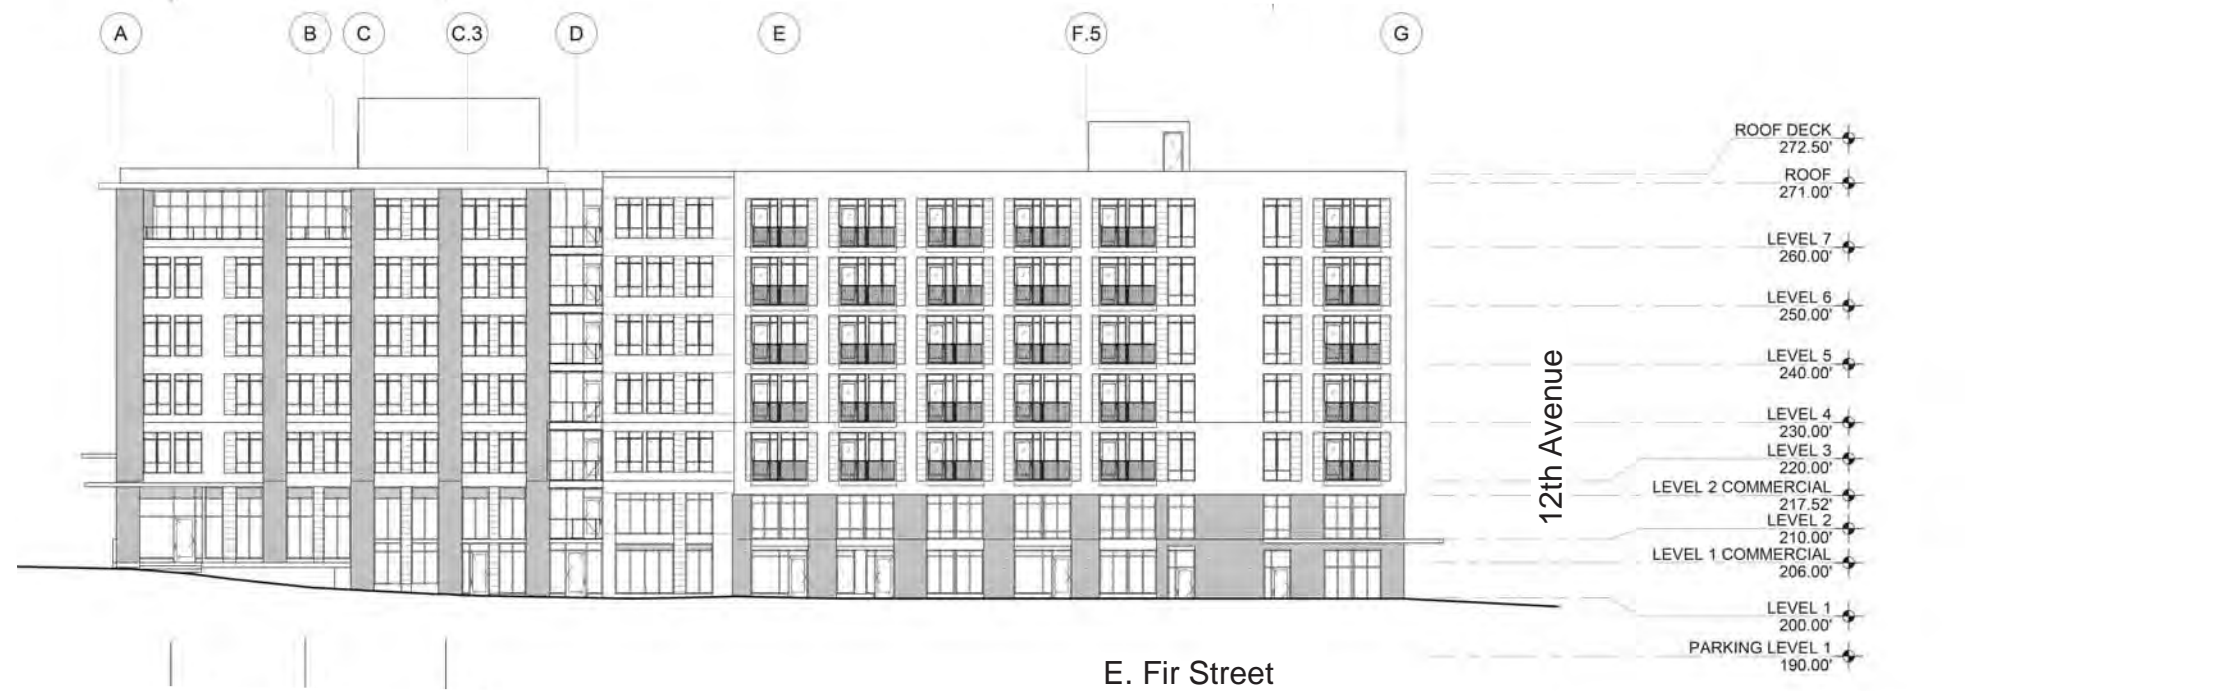 A
B
C
C.3
D
E
F.5
G
ROOF DECK
272.50'
ROOF
271.00'
LEVEL 7
260.00'
LEVEL 6
250.00'
LEVEL 5
240.00'
LEVEL 4
230.00'
LEVEL 3
220.00'
LEVEL 2 COMMERCIAL
217.52'
LEVEL 2
210.00'
LEVEL 1 COMMERCIAL
206.00'
LEVEL 1
200.00'
PARKING LEVEL 1
190.00'
12th Avenue
E. Fir Street